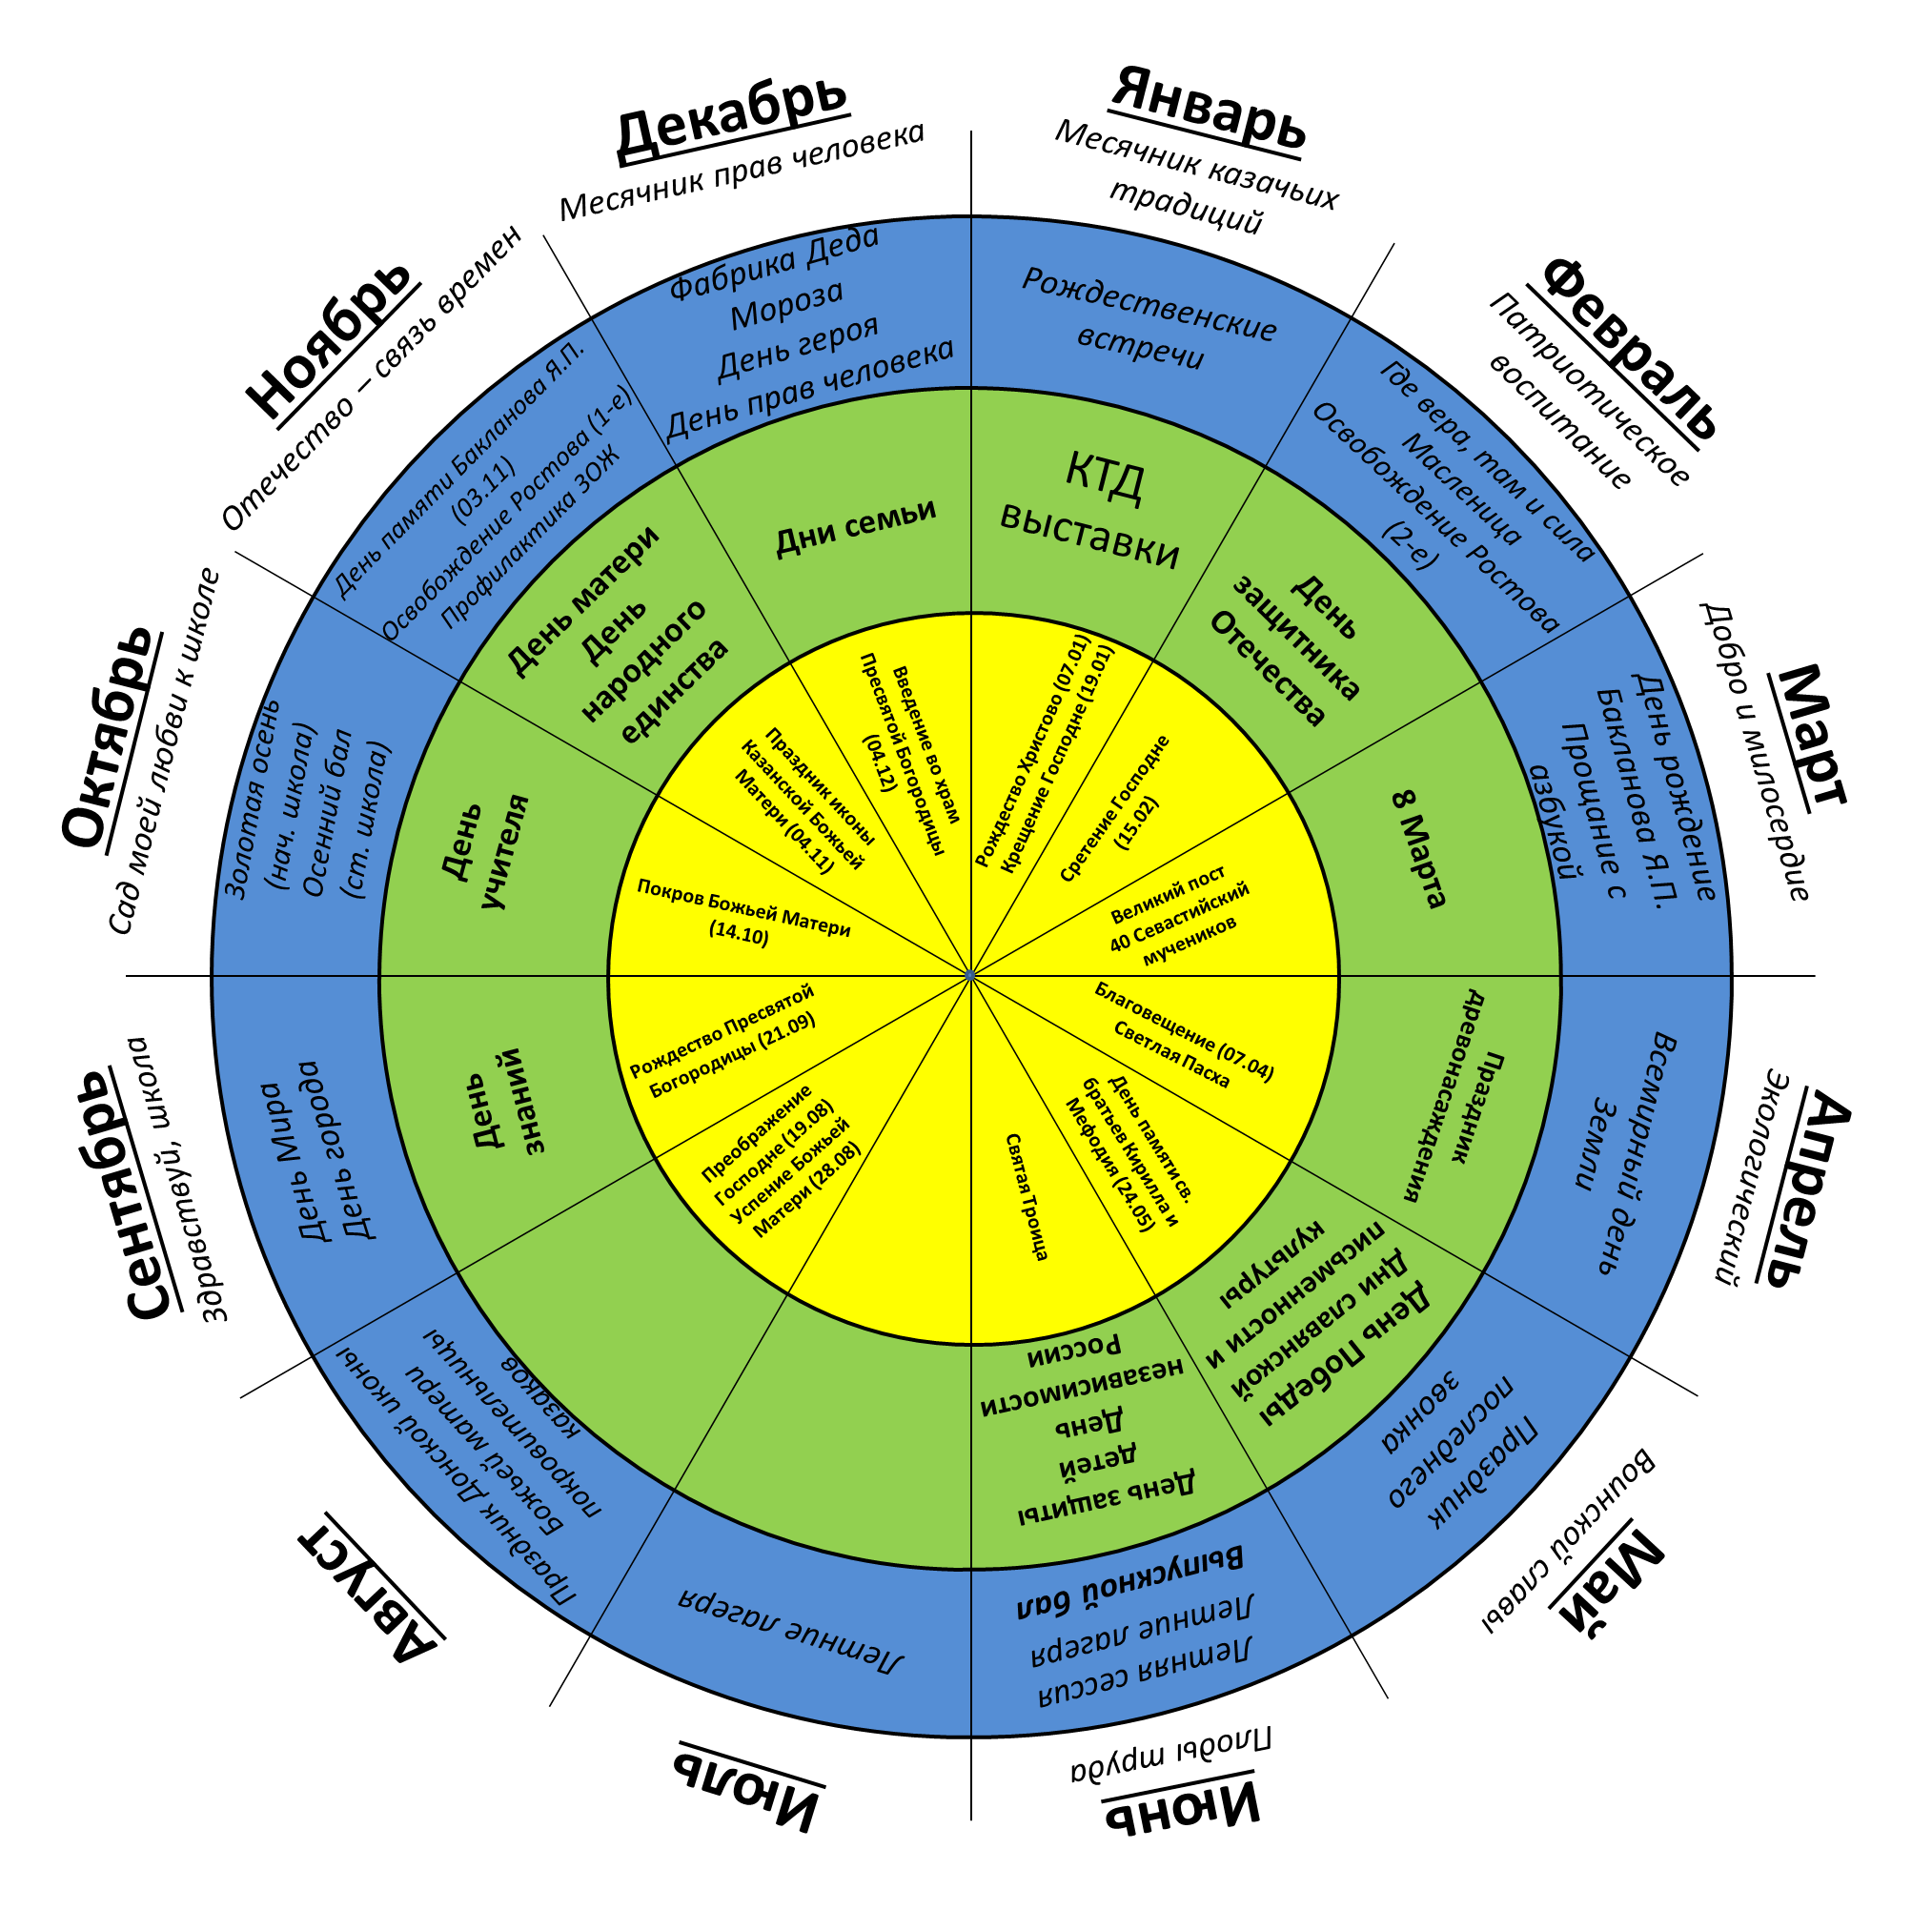 Январь
Месячник казачьих
традиций
Рождественские
встречи
КТД
выставки
Рождество Христово (07.01)
Крещение Господне (19.01)
Февраль
Патриотическое
воспитание
Где вера, там и сила
Масленица
Освобождение Ростова
(2-е)
День
защитника
Отечества
Сретение Господне
(15.02)
Март
Добро и милосердие
День рождение
Бакланова Я.П.
Прощание с
азбукой
8 Марта
Великий пост
40 Севастийский
мучеников
Апрель
Экологический
Всемирный день
Земли
Праздник
древонасаждения
Благовещение (07.04)
Светлая Пасха
Май
Воинской славы
Праздник
последнего
звонка
День Победы
Дни славянской
письменности и
культуры
День памяти св.
братьев Кирилла и
Мефодия (24.05)
Июнь
Плоды труда
Летняя сессия
Летние лагеря
Выпускной бал
День защиты
детей
День
независимости
России
Святая Троица
Июль
Летние лагеря
Август
Праздник Донской иконы
Божьей матери
покровительницы
казаков
Преображение
Господне (19.08)
Успение Божьей
Матери (28.08)
Сентябрь
Здравствуй, школа
День Мира
День города
День
знаний
Рождество Пресвятой
Богородицы (21.09)
Октябрь
Сад моей любви к школе
Золотая осень
(нач. школа)
Осенний бал
(ст. школа)
День
учителя
Покров Божьей Матери
(14.10)
Ноябрь
Отечество – связь времен
День памяти Бакланова Я.П.
(03.11)
Освобождение Ростова (1-е)
Профилактика ЗОЖ
День матери
День
народного
единства
Праздник иконы
Казанской Божьей
Матери (04.11)
Декабрь
Месячник прав человека
Фабрика Деда
Мороза
День героя
День прав человека
Дни семьи
Введение во храм
Пресвятой Богородицы
(04.12)